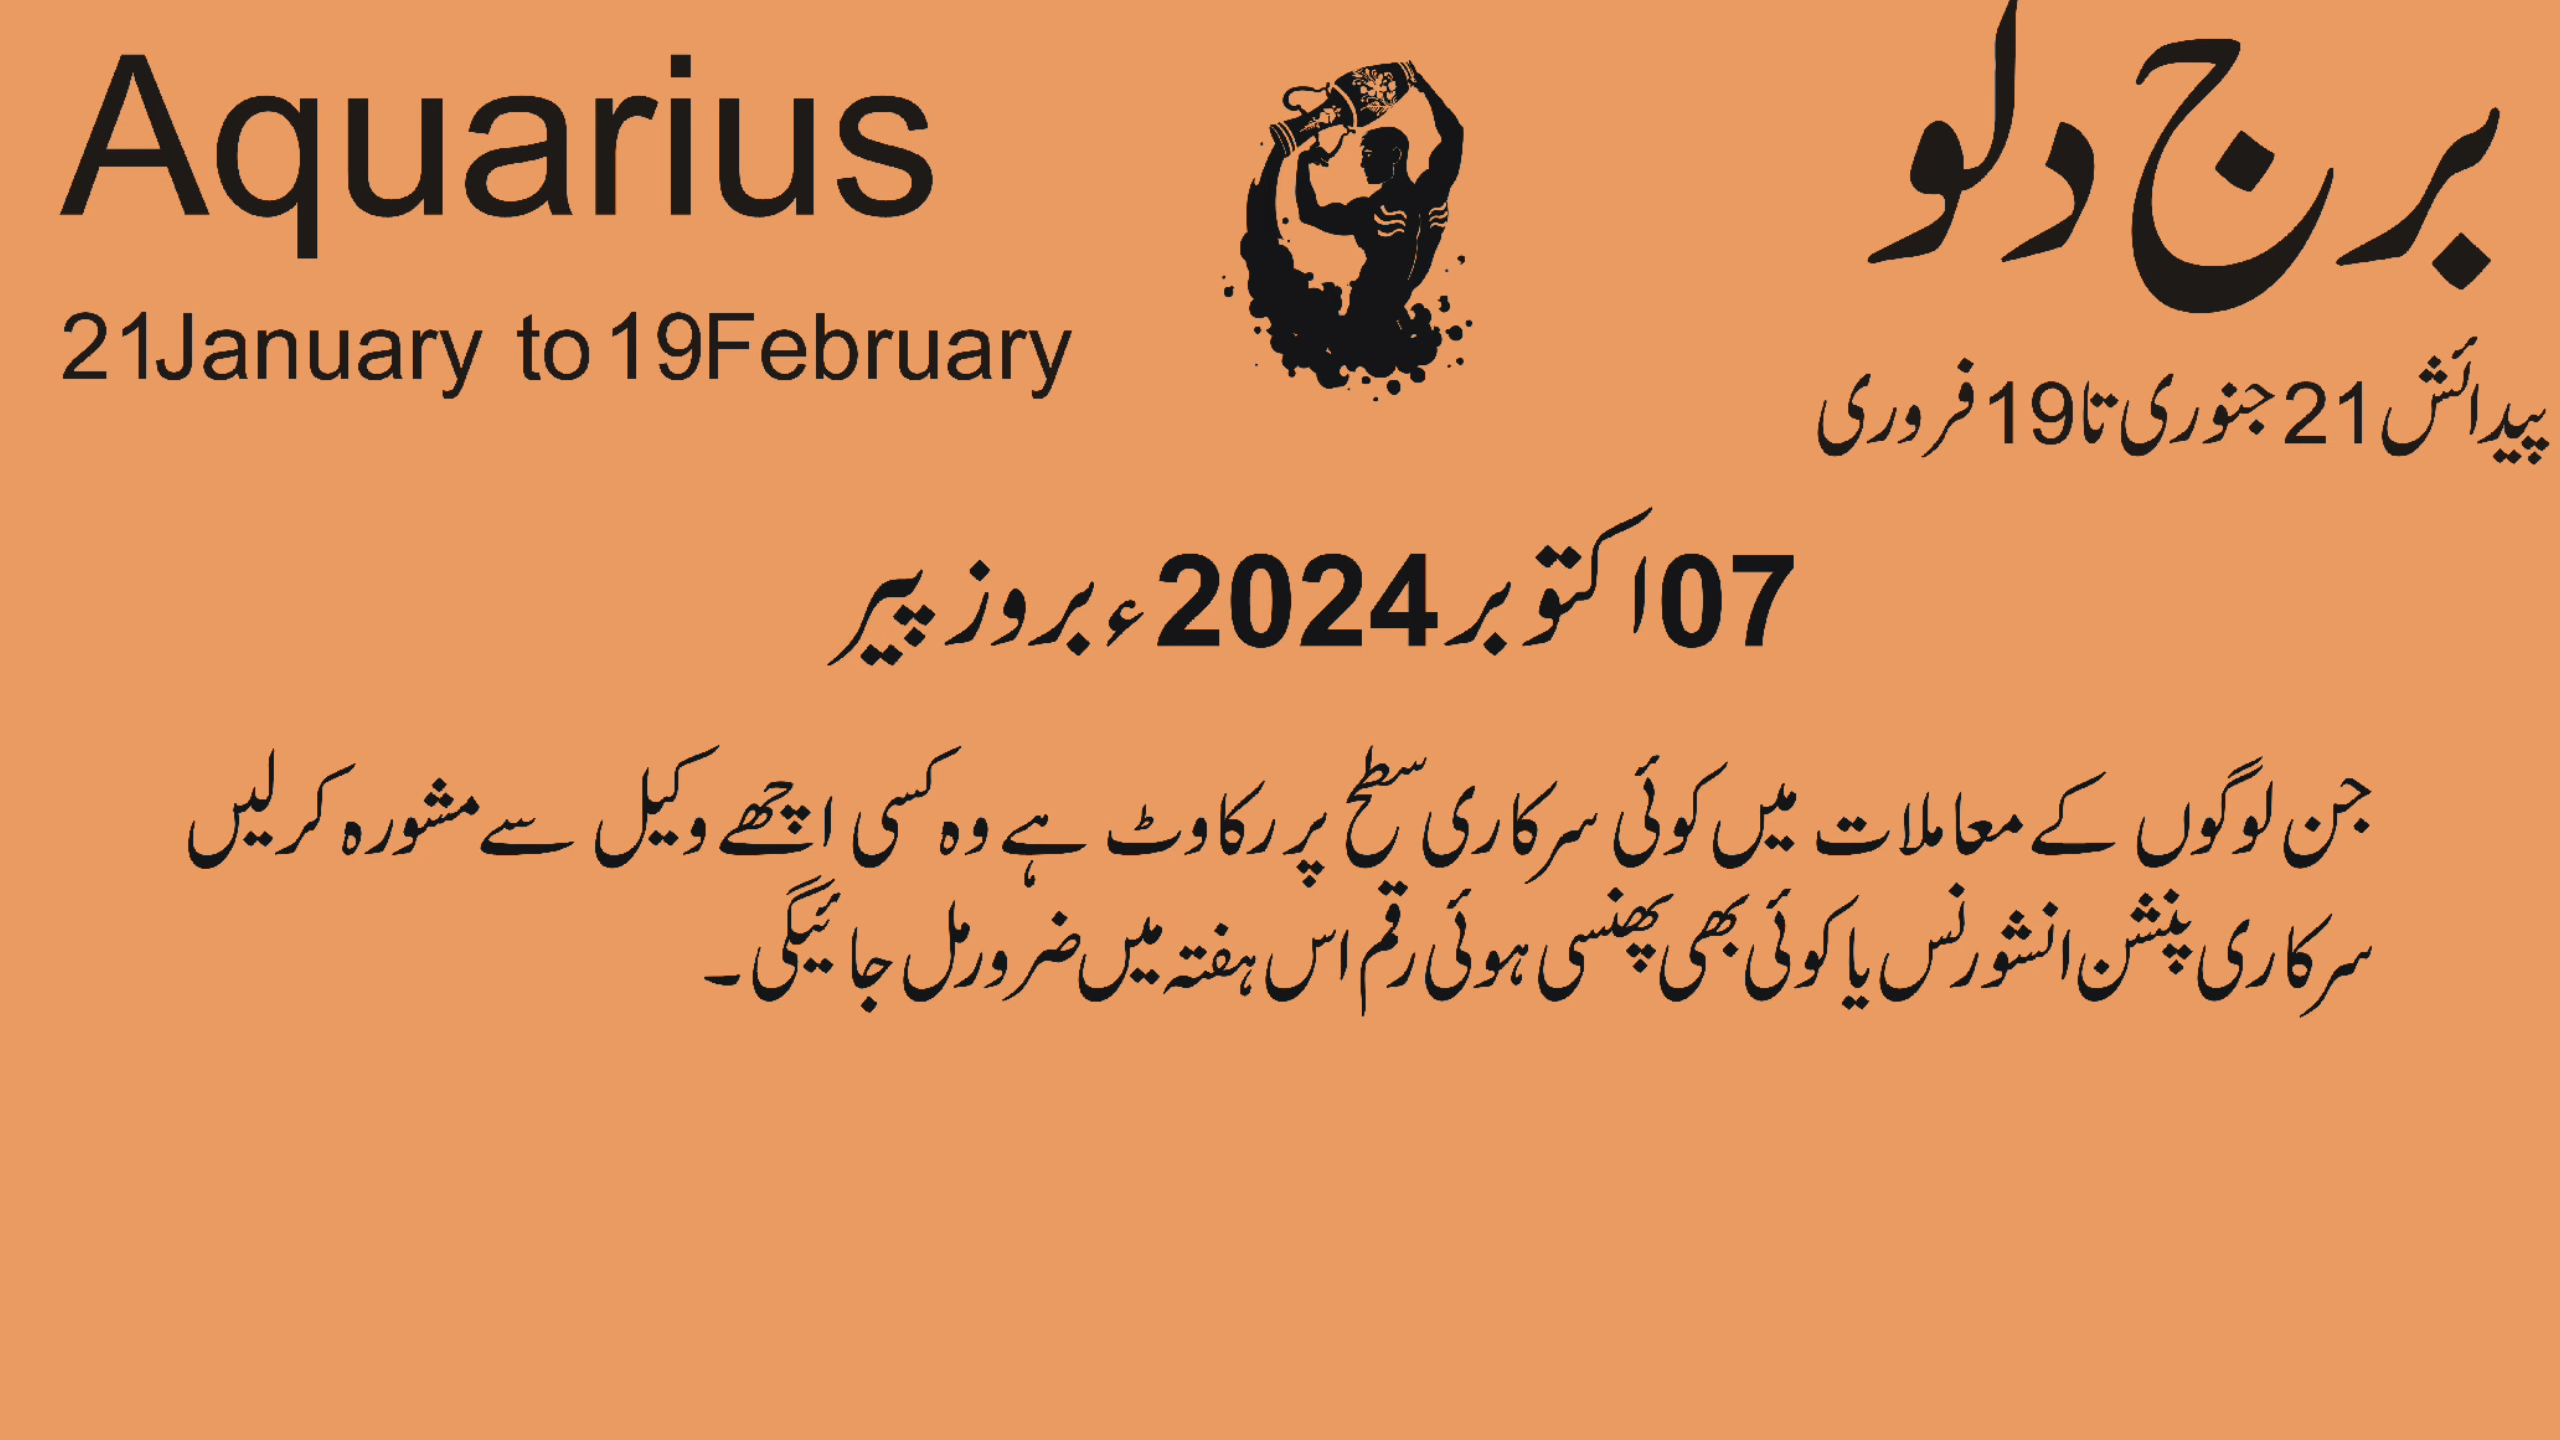 Aquarius
برج دلو
21January to 19February
پیدائش 21 جنوری تا 19 فروری
07 اکتوبر 2024ء بروز پیر
جن لوگوں کے معاملات میں کوئی سرکاری سطح پر رکاوٹ ہے وہ کسی اچھے وکیل سے مشورہ کرلیں
سرکاری پنشن انشورنس یا کوئی بھی پھنسی ہوئی رقم اس ہفتہ میں ضرور مل جائیگی۔